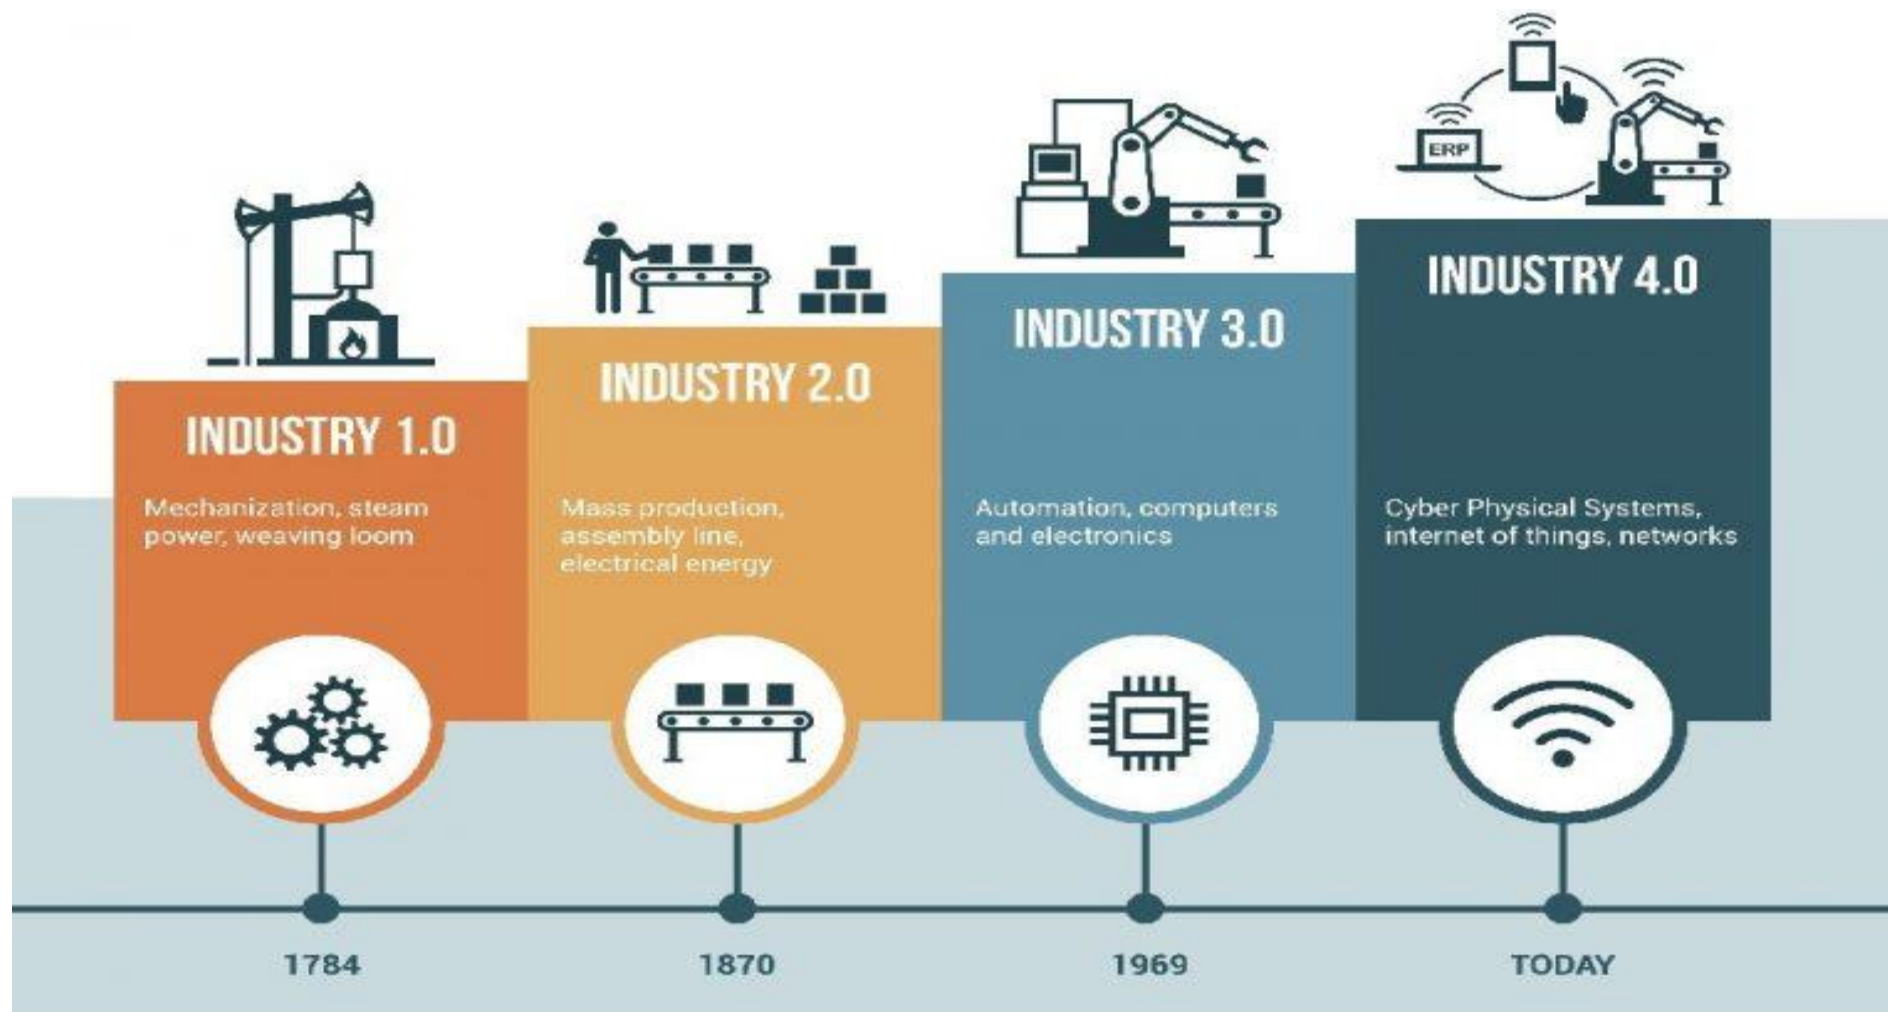 INDUSTRY 1.0
Mechanization, steam
power, weaving loom
1784
INDUSTRY 2.0
Mass production,
assembly line,
electrical energy
1870
INDUSTRY 3.0
Automation, computers
and electronics
1969
ERP
INDUSTRY 4.0
Cyber Physical Systems,
internet of things, networks
TODAY